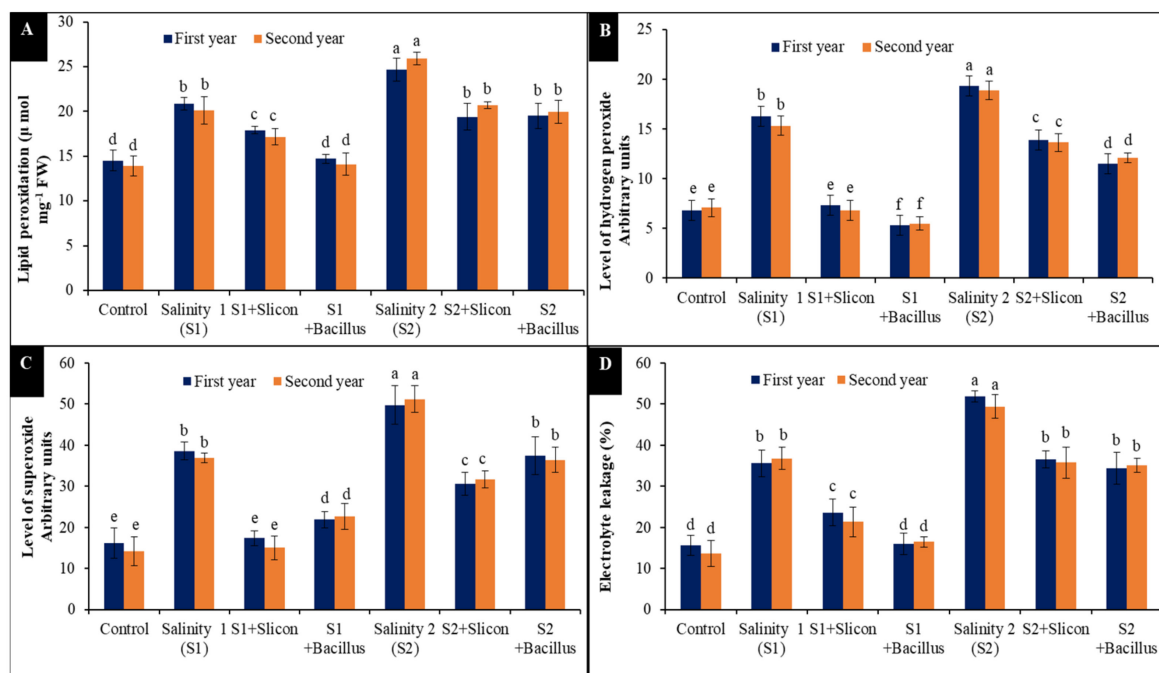 A
Lipid peroxidation (µ mol
mg⁻¹ FW)
30
25
20
15
10
5
0
First year
Second year
d d
b b
c c
d d
a a
b b
b b
Control
Salinity 1
(S1)
S1+Slicon
S1
+Bacillus
Salinity 2
(S2)
S2+Slicon
S2
+Bacillus
B
Level of hydrogen peroxide
Arbitrary units
25
20
15
10
5
0
First year
Second year
e e
b b
e e
f f
a a
c c
d d
Control
Salinity 1
(S1)
S1+Slicon
S1
+Bacillus
Salinity 2
(S2)
S2+Slicon
S2
+Bacillus
C
Level of superoxide
Arbitrary units
60
50
40
30
20
10
0
First year
Second year
e e
b b
e e
d d
a a
c c
b b
Control
Salinity 1
(S1)
S1+Slicon
S1
+Bacillus
Salinity 2
(S2)
S2+Slicon
S2
+Bacillus
D
Electrolyte leakage (%)
60
50
40
30
20
10
0
First year
Second year
d d
b b
c c
d d
a a
b b
b b
Control
Salinity 1
(S1)
S1+Slicon
S1
+Bacillus
Salinity 2
(S2)
S2+Slicon
S2
+Bacillus